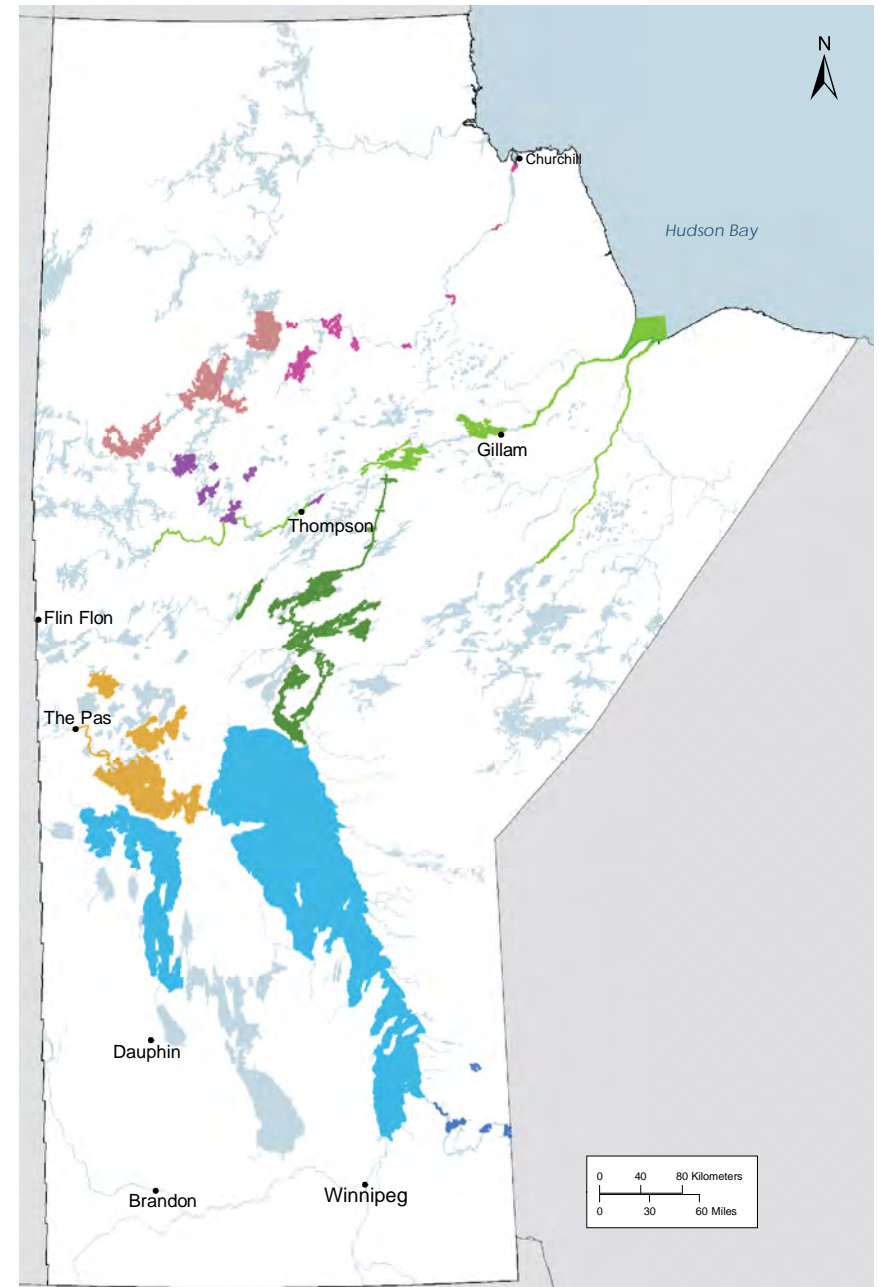 N
Churchill
Hudson Bay
Gillam
Thompson
Flin Flon
The Pas
Dauphin
Brandon
Winnipeg
0 40 80 Kilometers
0 30 60 Miles